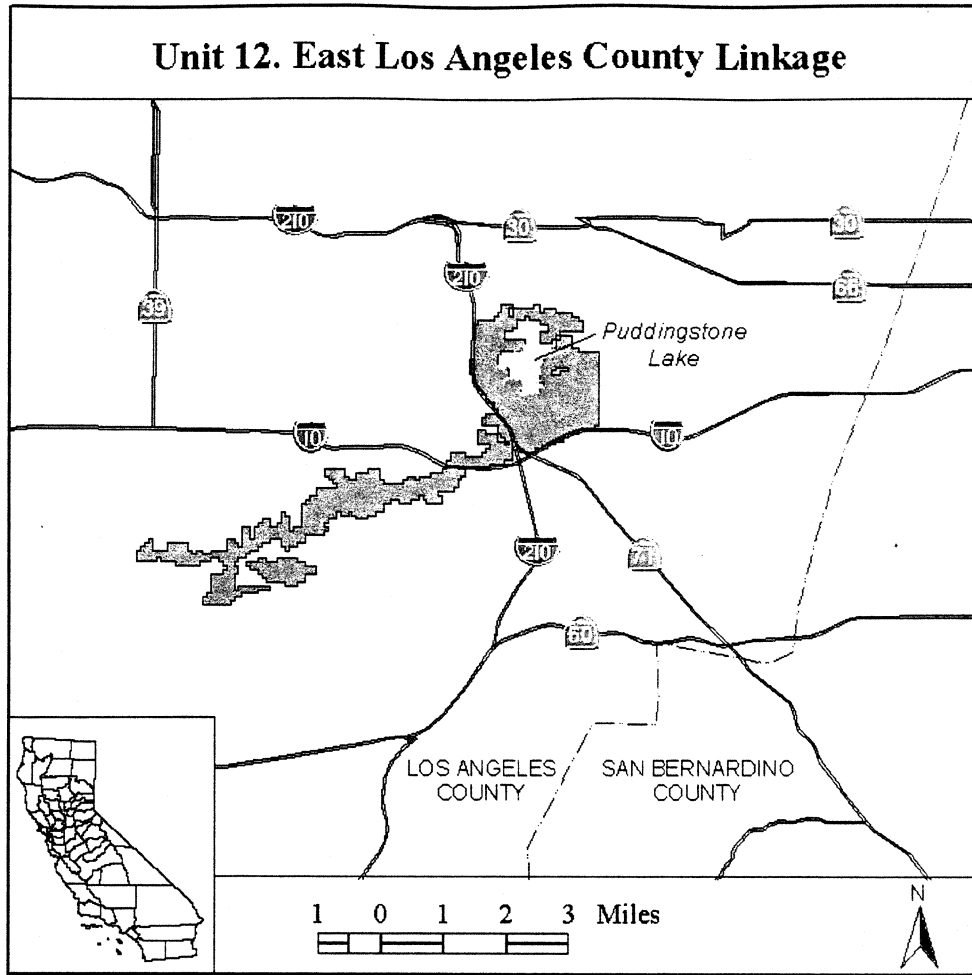 Unit 12. East Los Angeles County Linkage
210
30
30
210
66
39
Puddingstone
Lake
10
10
210
71
60
LOS ANGELES
COUNTY
SAN BERNARDINO
COUNTY
N
1 0 1 2 3 Miles